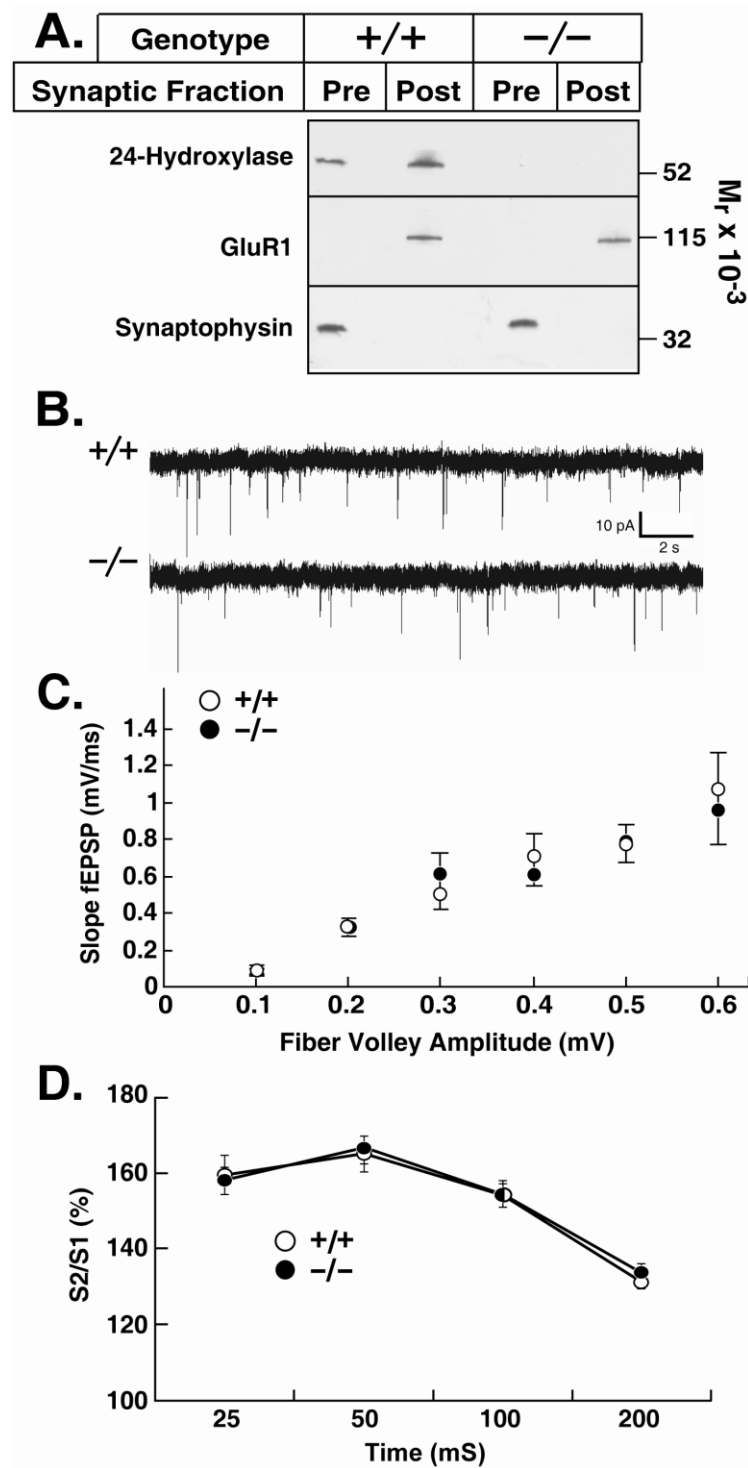 A. Genotype +/+ −/−
Synaptic Fraction Pre Post Pre Post
24-Hydroxylase 52
GluR1 115
Synaptophysin 32
Mr x 10-3
B.
+/+
10 pA
2 s
−/−
C.
+/+
−/−
Slope fEPSP (mV/ms)
1.4
1.2
1
0.8
0.6
0.4
0.2
0
0 0.1 0.2 0.3 0.4 0.5 0.6
Fiber Volley Amplitude (mV)
D.
S2/S1 (%)
180
160
140
120
100
+/+
−/−
25 50 100 200
Time (mS)